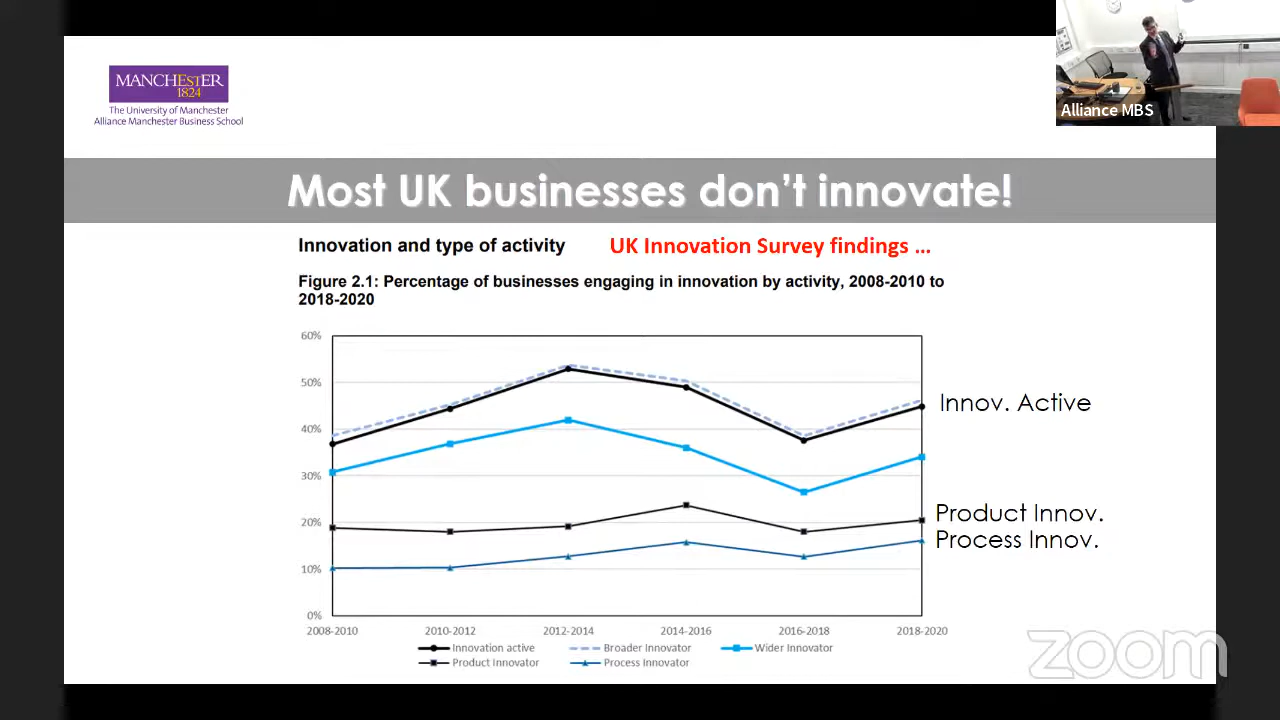 MANCHESTER
1824
The University of Manchester
Alliance Manchester Business School
Alliance MBS
Most UK businesses don't innovate!
Innovation and type of activity
UK Innovation Survey findings ...
Figure 2.1: Percentage of businesses engaging in innovation by activity, 2008-2010 to
2018-2020
60%
50%
40%
30%
20%
10%
0%
Innov. Active
Product Innov.
Process Innov.
2008-2010
2010-2012
2012-2014
2014-2016
2016-2018
2018-2020
Innovation active
Broader Innovator
Wider Innovator
Product Innovator
Process Innovator
zoom